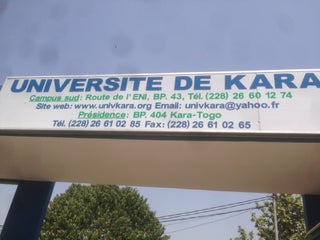 UNIVERSITE DE KARA
Campus sud: Route de l'ENI, BP. 43, Tél. (228) 26 60 12 74
Site web: www.univkara.org Email: univkara@yahoo.fr
Présidence: BP. 404 Kara-Togo
Tél. (228) 26 61 02 85 Fax: (228) 26 61 02 65